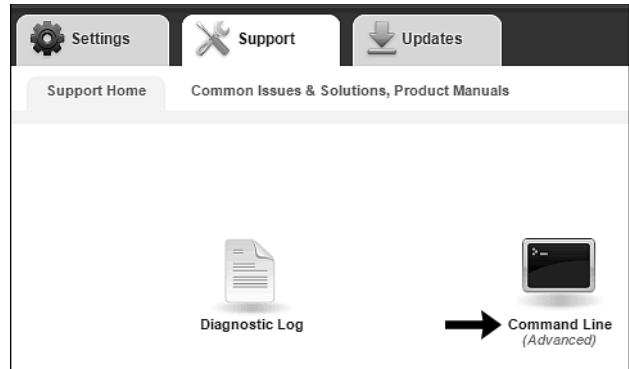 Settings
Support
Updates
Support Home
Common Issues & Solutions, Product Manuals
>_
Diagnostic Log
Command Line
(Advanced)